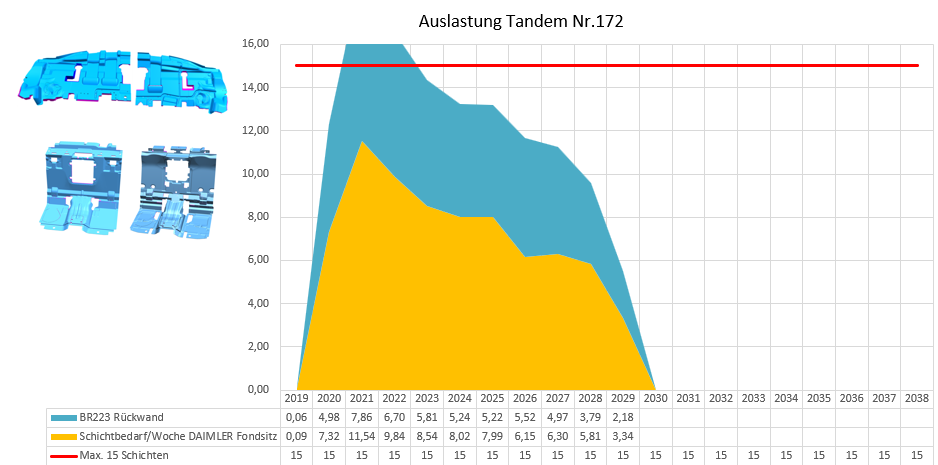 Auslastung Tandem Nr.172
16,00
15,00
14,00
12,00
10,00
8,00
6,00
4,00
2,00
0,00
2019 2020 2021 2022 2023 2024 2025 2026 2027 2028 2029 2030 2031 2032 2033 2034 2035 2036 2037 2038
BR223 Rückwand 0,06 4,98 7,86 6,70 5,81 5,24 5,22 5,52 4,97 3,79 2,18
Schichtbedarf/Woche DAIMLER Fondsitz 0,09 7,32 11,54 9,84 8,54 8,02 7,99 6,15 6,30 5,81 3,34
Max. 15 Schichten 15 15 15 15 15 15 15 15 15 15 15 15 15 15 15 15 15 15 15 15